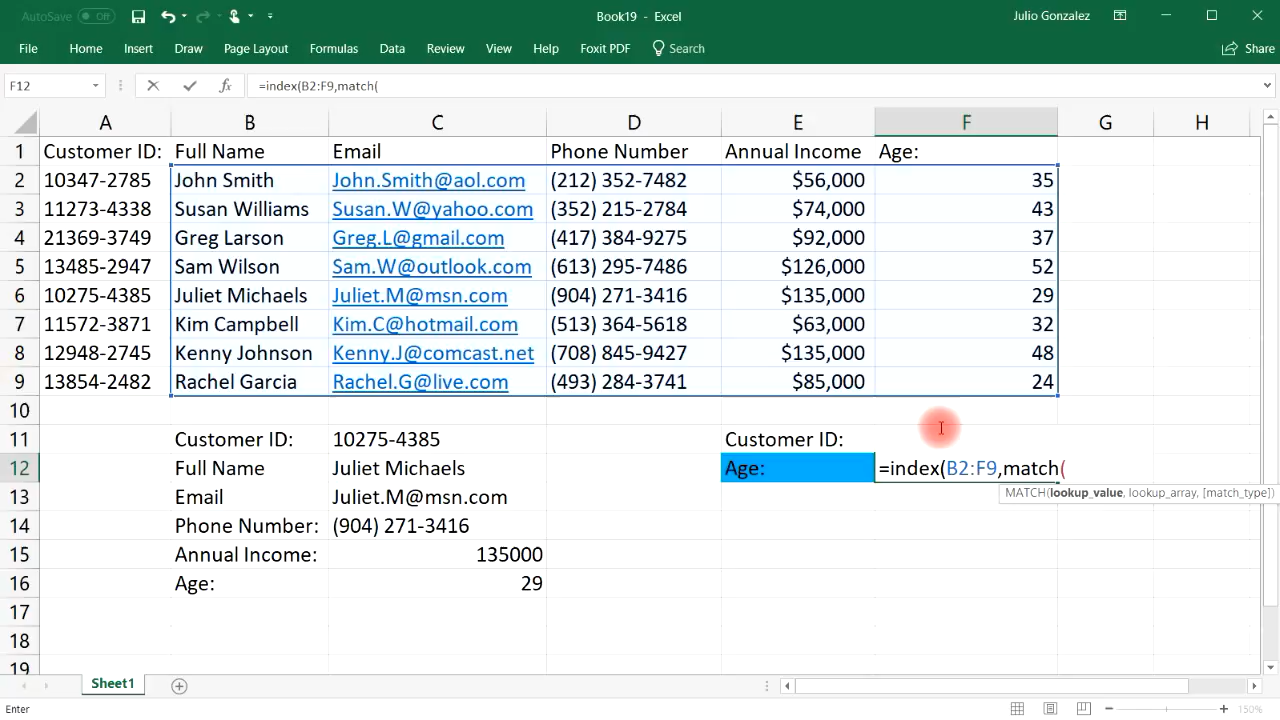 AutoSave Off Book19 - Excel Julio Gonzalez
File Home Insert Draw Page Layout Formulas Data Review View Help Foxit PDF Search Share
F12 fx =index(B2:F9,match(
A B C D E F G H
1 Customer ID: Full Name Email Phone Number Annual Income Age:
2 10347-2785 John Smith John.Smith@aol.com (212) 352-7482 $56,000 35
3 11273-4338 Susan Williams Susan.W@yahoo.com (352) 215-2784 $74,000 43
4 21369-3749 Greg Larson Greg.L@gmail.com (417) 384-9275 $92,000 37
5 13485-2947 Sam Wilson Sam.W@outlook.com (613) 295-7486 $126,000 52
6 10275-4385 Juliet Michaels Juliet.M@msn.com (904) 271-3416 $135,000 29
7 11572-3871 Kim Campbell Kim.C@hotmail.com (513) 364-5618 $63,000 32
8 12948-2745 Kenny Johnson Kenny.J@comcast.net (708) 845-9427 $135,000 48
9 13854-2482 Rachel Garcia Rachel.G@live.com (493) 284-3741 $85,000 24
10
11 Customer ID: 10275-4385 Customer ID:
12 Full Name Juliet Michaels Age: =index(B2:F9,match(
13 Email Juliet.M@msn.com MATCH(lookup_value, lookup_array, [match_type])
14 Phone Number: (904) 271-3416
15 Annual Income: 135000
16 Age: 29
17
18
19
Sheet1
Enter 150%